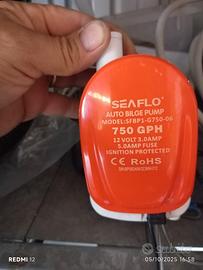 SEAFLO®
AUTO BILGE PUMP
MODEL:SFBP1-G750-06
750 GPH
12 VOLT 3.0AMP
5.0AMP FUSE
IGNITION PROTECTED
CE RoHS
REDMI 12
05/10/2025 16:58